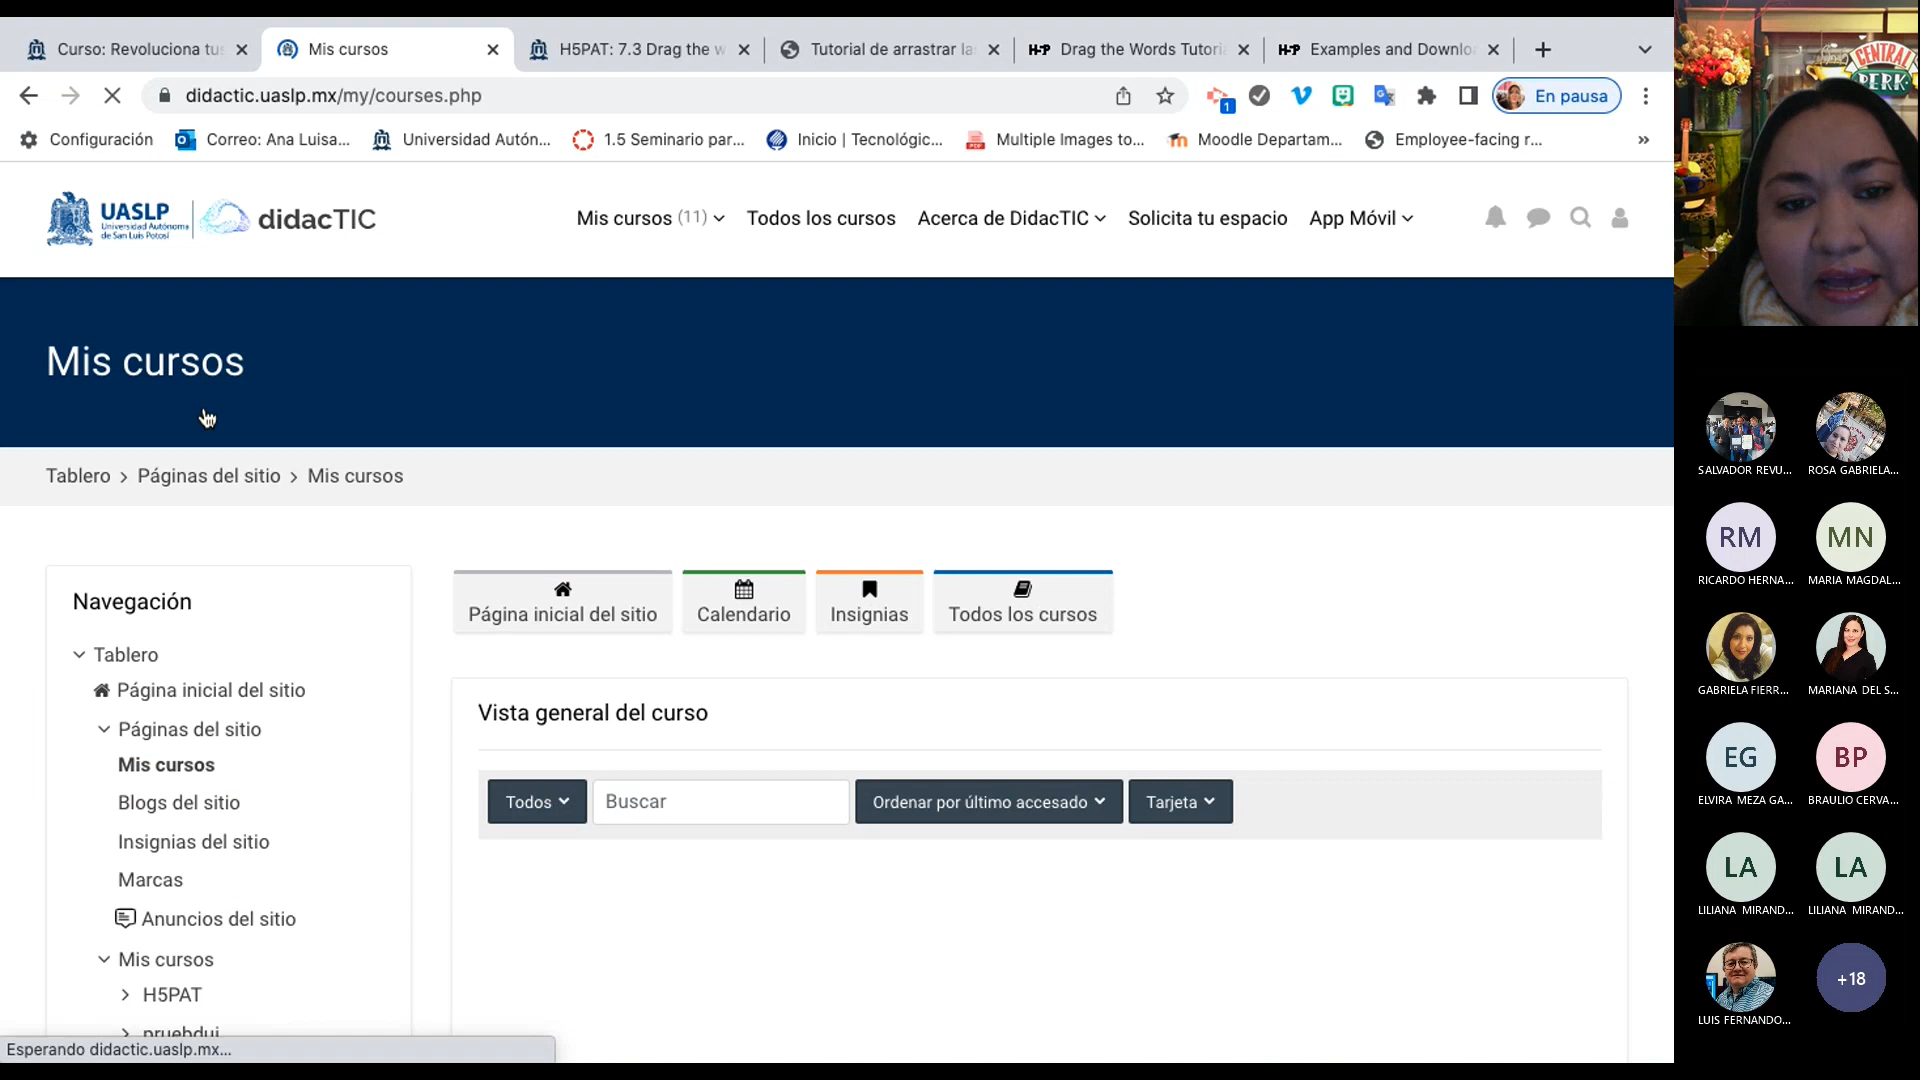 Curso: Revoluciona tus
Mis cursos
H5PAT: 7.3 Drag the w
Tutorial de arrastrar la
H-P Drag the Words Tutori
H-P Examples and Downlo
didactic.uaslp.mx/my/courses.php
1
En pausa
Configuración
Correo: Ana Luisa...
Universidad Autón...
1.5 Seminario par...
Inicio | Tecnológic...
Multiple Images to...
Moodle Departam...
Employee-facing r...
»
UASLP
Universidad Autónoma
de San Luis Potosí
didacTIC
Mis cursos (11)
Todos los cursos
Acerca de DidacTIC
Solicita tu espacio
App Móvil
Mis cursos
Tablero > Páginas del sitio > Mis cursos
Navegación
Tablero
Página inicial del sitio
Páginas del sitio
Mis cursos
Blogs del sitio
Insignias del sitio
Marcas
Anuncios del sitio
Mis cursos
H5PAT
pruebdui
Esperando didactic.uaslp.mx...
Página inicial del sitio
Calendario
Insignias
Todos los cursos
Vista general del curso
Todos
Buscar
Ordenar por último accesado
Tarjeta
CENTRAL
PERK
SALVADOR REVU...
ROSA GABRIELA...
RM
RICARDO HERNA...
MN
MARIA MAGDAL...
GABRIELA FIERR...
MARIANA DEL S...
EG
ELVIRA MEZA GA...
BP
BRAULIO CERVA...
LA
LILIANA MIRAND...
LA
LILIANA MIRAND...
LUIS FERNANDO...
+18